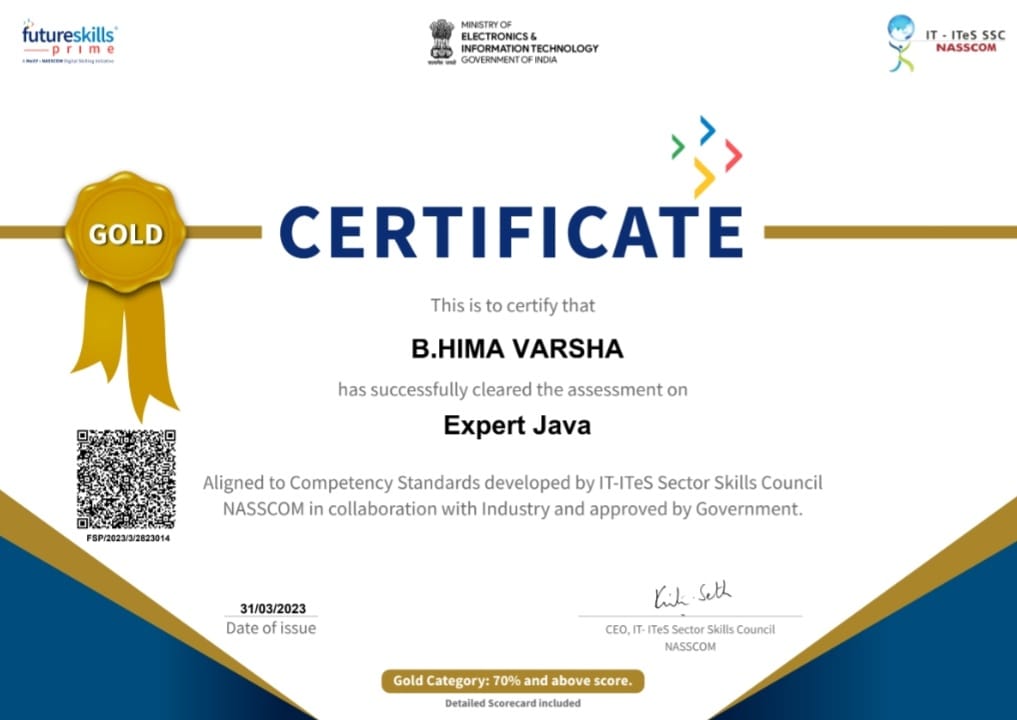 futureskills
prime
A MeitY - NASSCOM Digital Skilling Initiative
MINISTRY OF
ELECTRONICS &
INFORMATION TECHNOLOGY
GOVERNMENT OF INDIA
IT - ITeS SSC
NASSCOM
GOLD
CERTIFICATE
This is to certify that
B.HIMA VARSHA
has successfully cleared the assessment on
Expert Java
Aligned to Competency Standards developed by IT-ITeS Sector Skills Council
NASSCOM in collaboration with Industry and approved by Government.
FSP/2023/3/2823014
31/03/2023
Date of issue
CEO, IT- ITeS Sector Skills Council
NASSCOM
Gold Category: 70% and above score.
Detailed Scorecard included